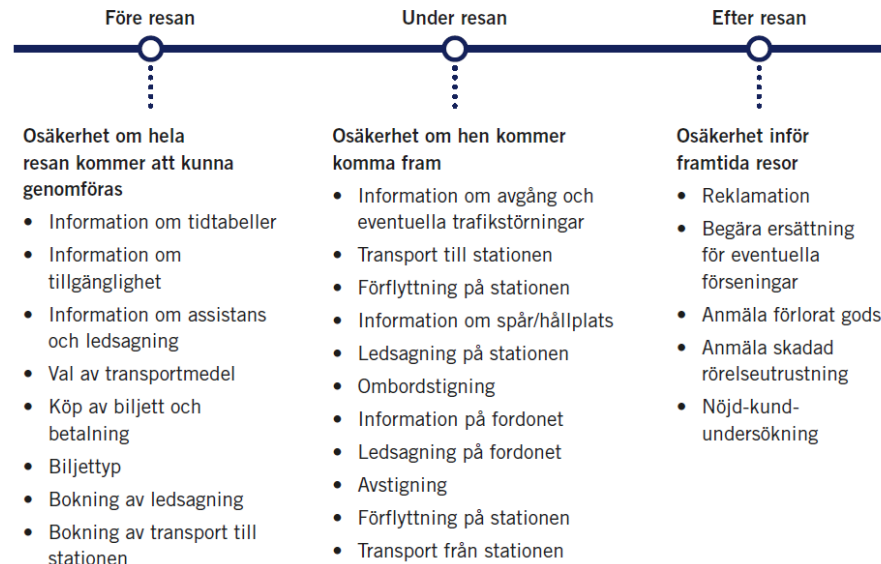 Före resan
Under resan
Efter resan
Osäkerhet om hela
resan kommer att kunna
genomföras
• Information om tidtabeller
• Information om
tillgänglighet
• Information om assistans
och ledsagning
• Val av transportmedel
• Köp av biljett och
betalning
• Biljettyp
• Bokning av ledsagning
• Bokning av transport till
stationen
Osäkerhet om hen kommer
komma fram
• Information om avgång och
eventuella trafikstörningar
• Transport till stationen
• Förflyttning på stationen
• Information om spår/hållplats
• Ledsagning på stationen
• Ombordstigning
• Information på fordonet
• Ledsagning på fordonet
• Avstigning
• Förflyttning på stationen
• Transport från stationen
Osäkerhet inför
framtida resor
• Reklamation
• Begära ersättning
för eventuella
förseningar
• Anmäla förlorat gods
• Anmäla skadad
rörelseutrustning
• Nöjd-kund-
undersökning